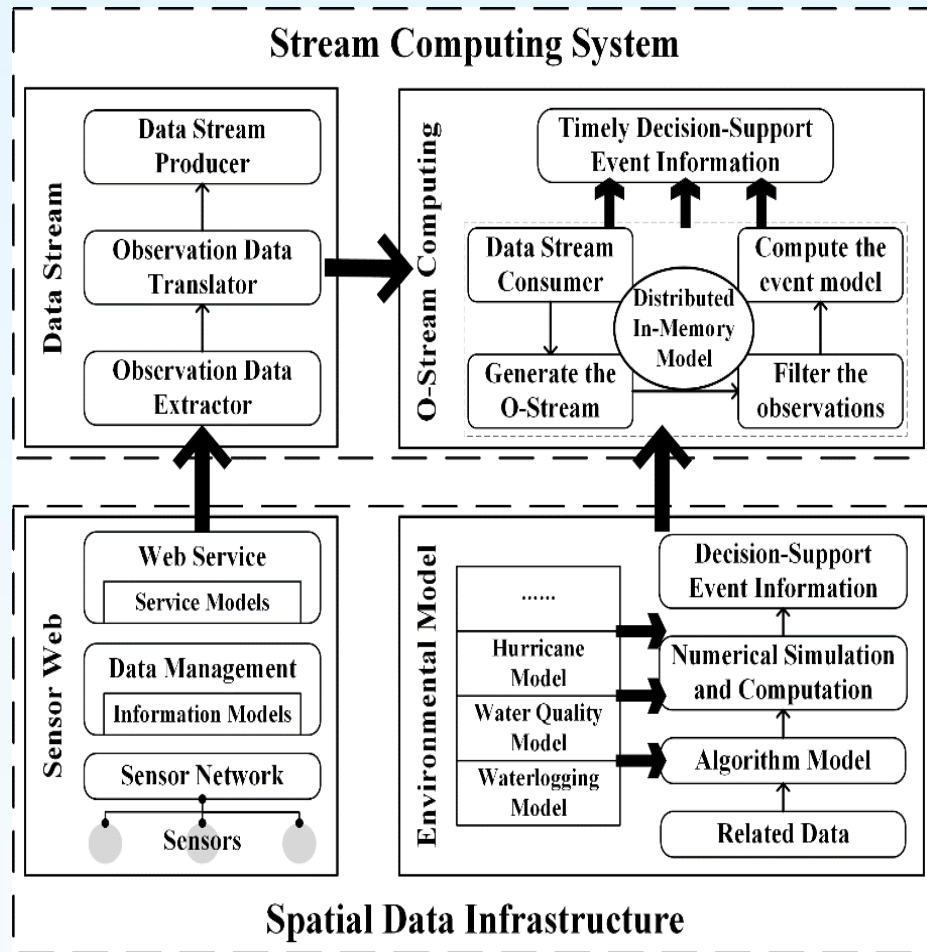 Stream Computing System
Data Stream
Data Stream
Producer
Observation Data
Translator
Observation Data
Extractor
O-Stream Computing
Timely Decision-Support
Event Information
Data Stream
Consumer
Compute the
event model
Distributed
In-Memory
Model
Generate the
O-Stream
Filter the
observations
Sensor Web
Web Service
Service Models
Data Management
Information Models
Sensor Network
Sensors
Environmental Model
......
Hurricane
Model
Water Quality
Model
Waterlogging
Model
Decision-Support
Event Information
Numerical Simulation
and Computation
Algorithm Model
Related Data
Spatial Data Infrastructure